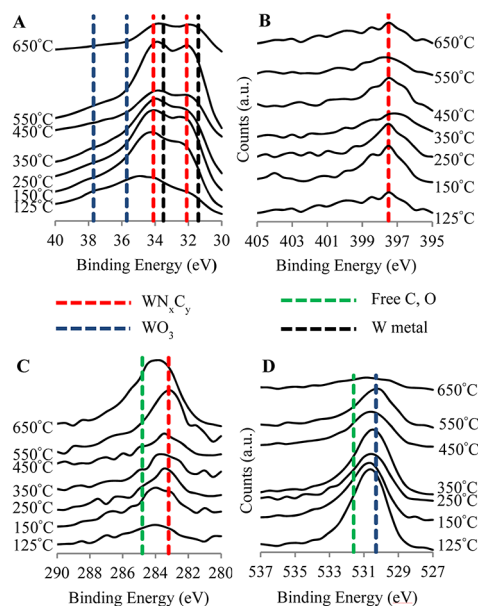 A
650°C
550°C
450°C
350°C
250°C
150°C
125°C
40 38 36 34 32 30
Binding Energy (eV)
B
Counts (a.u.)
650°C
550°C
450°C
350°C
250°C
150°C
125°C
405 403 401 399 397 395
Binding Energy (eV)
WNxCy
WO3
Free C, O
W metal
C
650°C
550°C
450°C
350°C
250°C
150°C
125°C
290 288 286 284 282 280
Binding Energy (eV)
D
Counts (a.u.)
650°C
550°C
450°C
350°C
250°C
150°C
125°C
537 535 533 531 529 527
Binding Energy (eV)